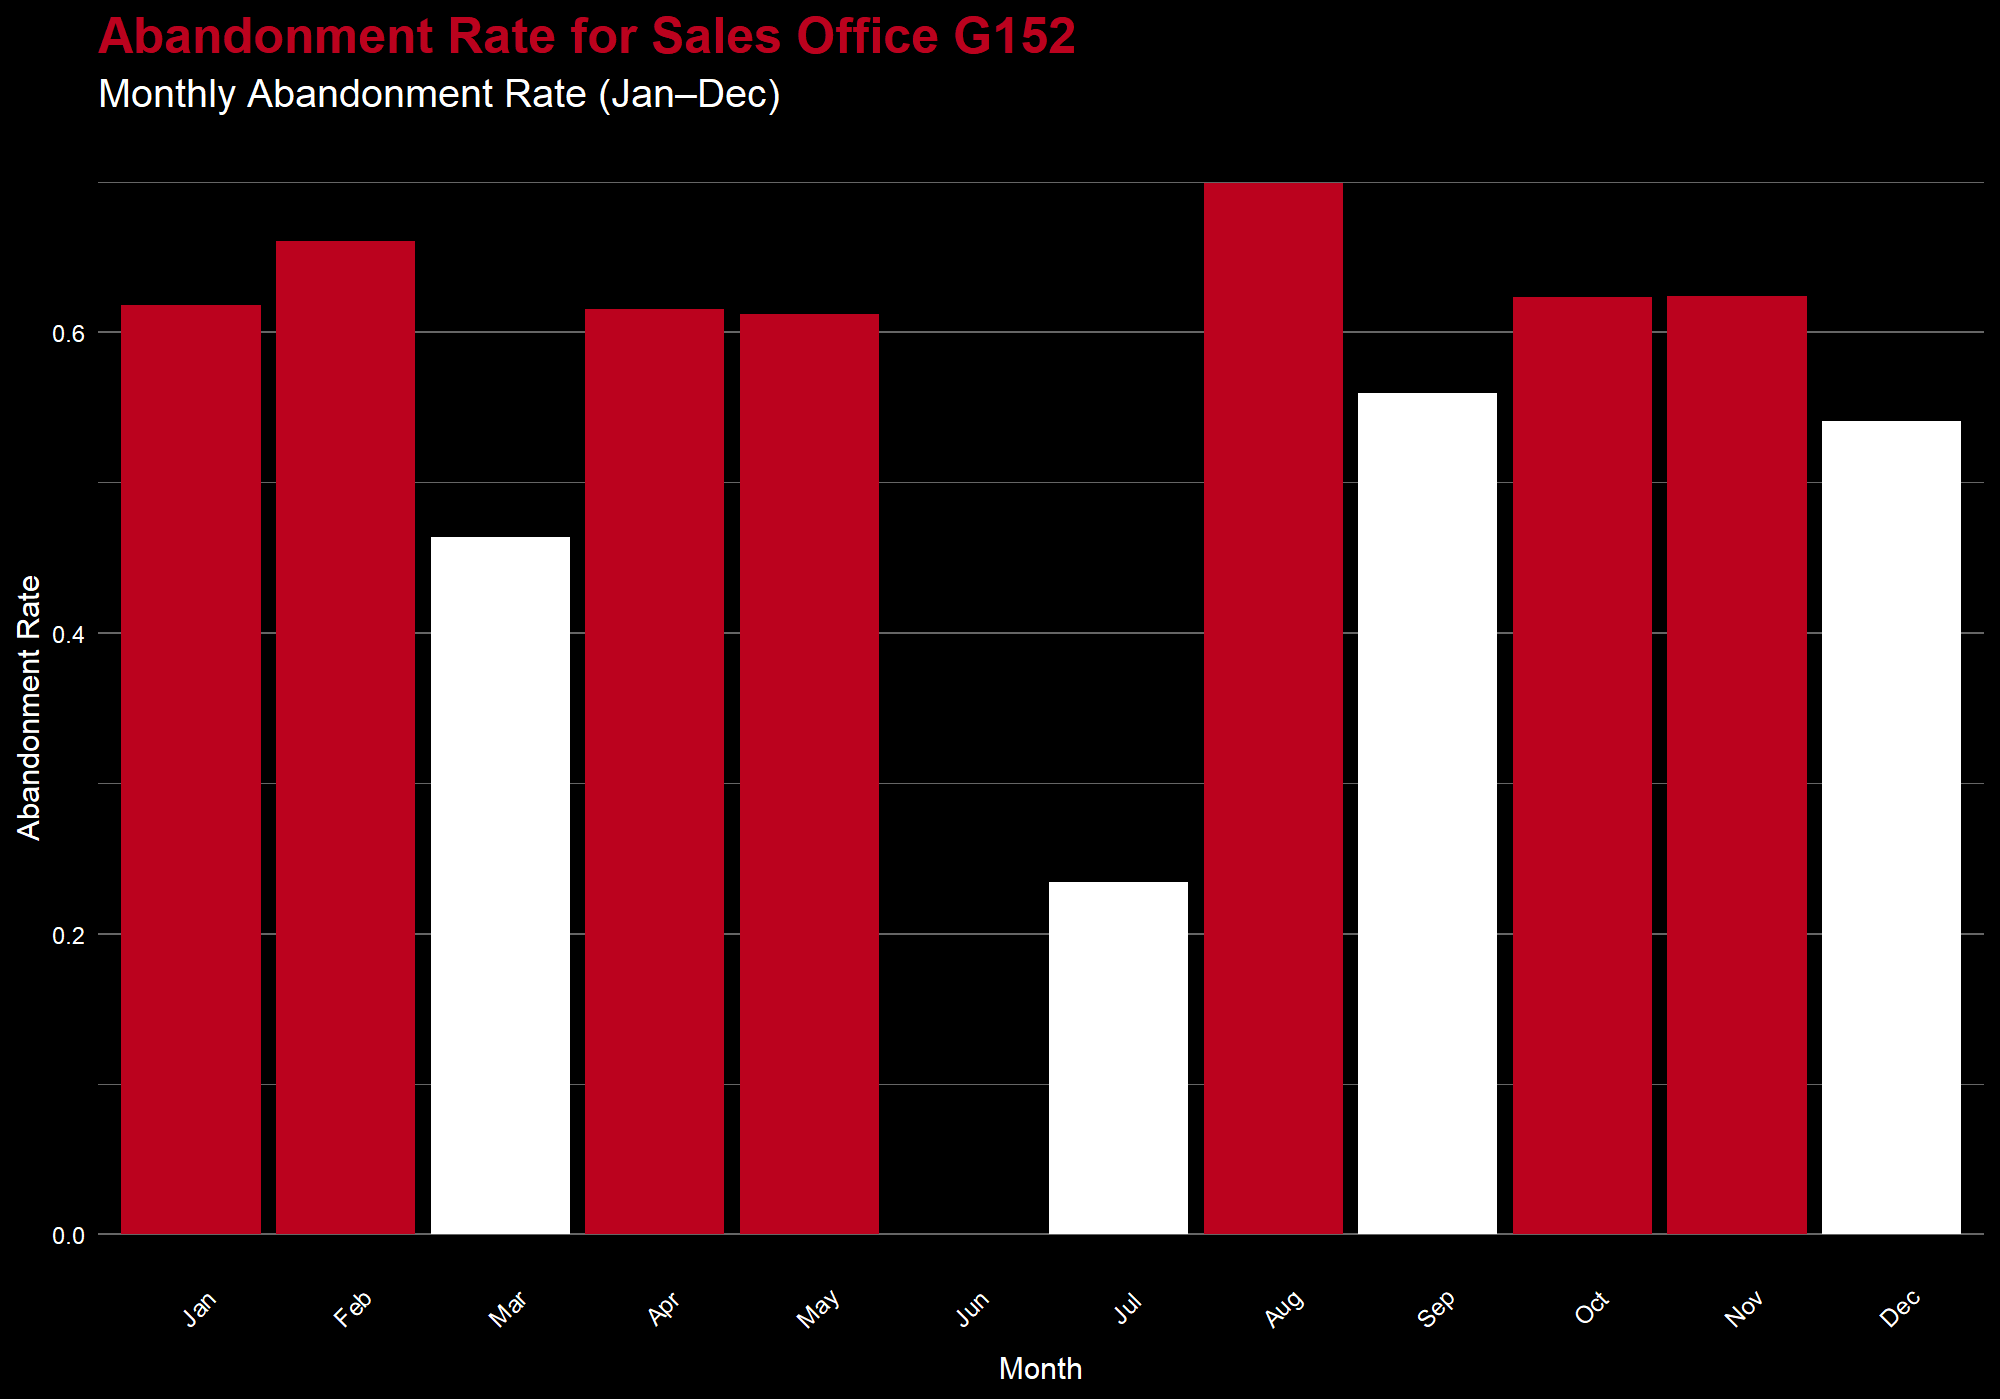 Abandonment Rate for Sales Office G152
Monthly Abandonment Rate (Jan–Dec)
Abandonment Rate
0.6
0.4
0.2
0.0
Jan
Feb
Mar
Apr
May
Jun
Jul
Aug
Sep
Oct
Nov
Dec
Month